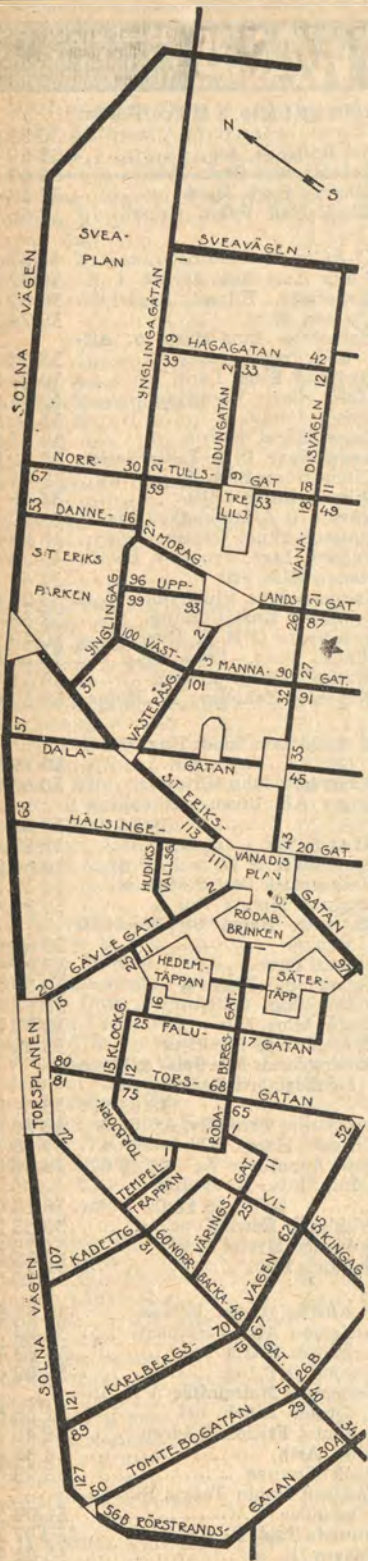 N
S
SVEA-
PLAN
SVEAVÄGEN
1
SOLNA VÄGEN
YNGLINGAGATAN
9
HAGAGATAN
42
39
2
33
12
IDUNGATAN
DISVÄGEN
NORR-
30
21
TULLS-
9
GAT
18
11
67
59
53
18
49
TRE
LILJ.
53
DANNE-
16
27
MORAG
VANA-
S:T ERIKS
PARKEN
96
UPP-
99
93
LANDS-
21
GAT.
26
87
YNGLINGAG
100
VÄST-
2
3
MANNA-
90
27
GAT.
57
101
32
91
VÄSTERÅSG.
57
DALA-
GATAN
35
45
S:T ERIKS-
65
HÄLSINGE-
113
43
20
GAT.
111
VANADIS
PLAN
GATAN
HUDIKS
VALLSG.
2
RÖDAB.
BRINKEN
97
GÄVLE GAT.
11
25
HEDEM.
TÄPPAN
SÄTER-
TÄPP.
20
15
16
1
GAT.
25
FALU-
17
GATAN
TORSPLANEN
15
KLOCKG.
BERGS-
80
12
TORS-
68
GATAN
81
75
65
TORBJÖRN-
RÖDA-
1
52
72
TEMPEL-
TRAPPAN
GAT.
11
VI-
VÄRINGS-
25
62
55
KINGAG
107
KADETTG.
31
60
NORR-
BACKA-
48
VÄGEN
SOLNA VÄGEN
70
67
19
GAT.
KARLBERGS-
15
26B
121
40
89
29
TOMTEBOGATAN
30A
34
127
50
GATAN
56B
RÖRSTRANDS-